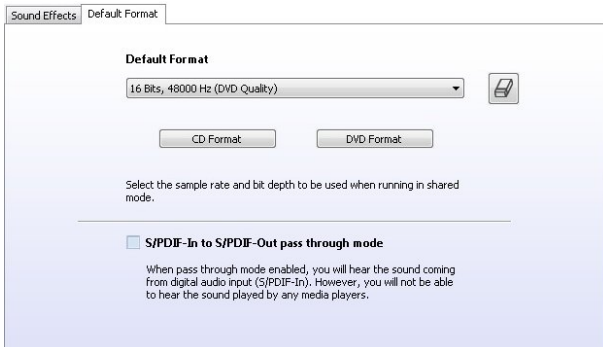 Sound Effects
Default Format
Default Format
16 Bits, 48000 Hz (DVD Quality)
CD Format
DVD Format
Select the sample rate and bit depth to be used when running in shared
mode.
S/PDIF-In to S/PDIF-Out pass through mode
When pass through mode enabled, you will hear the sound coming
from digital audio input (S/PDIF-In). However, you will not be able
to hear the sound played by any media players.